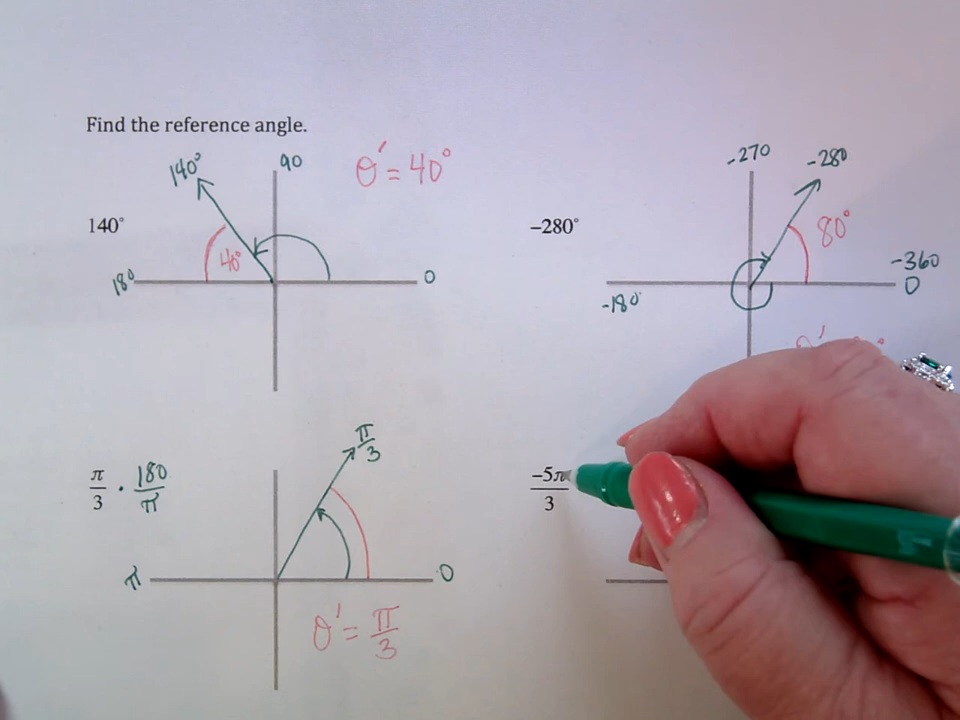 Find the reference angle.
140°
90
θ' = 40°
140°
40°
180
0
-270
-280
−280°
80°
-360
0
-180
π/3 · 180/π
π/3
π
0
θ' = π/3
−5π/3